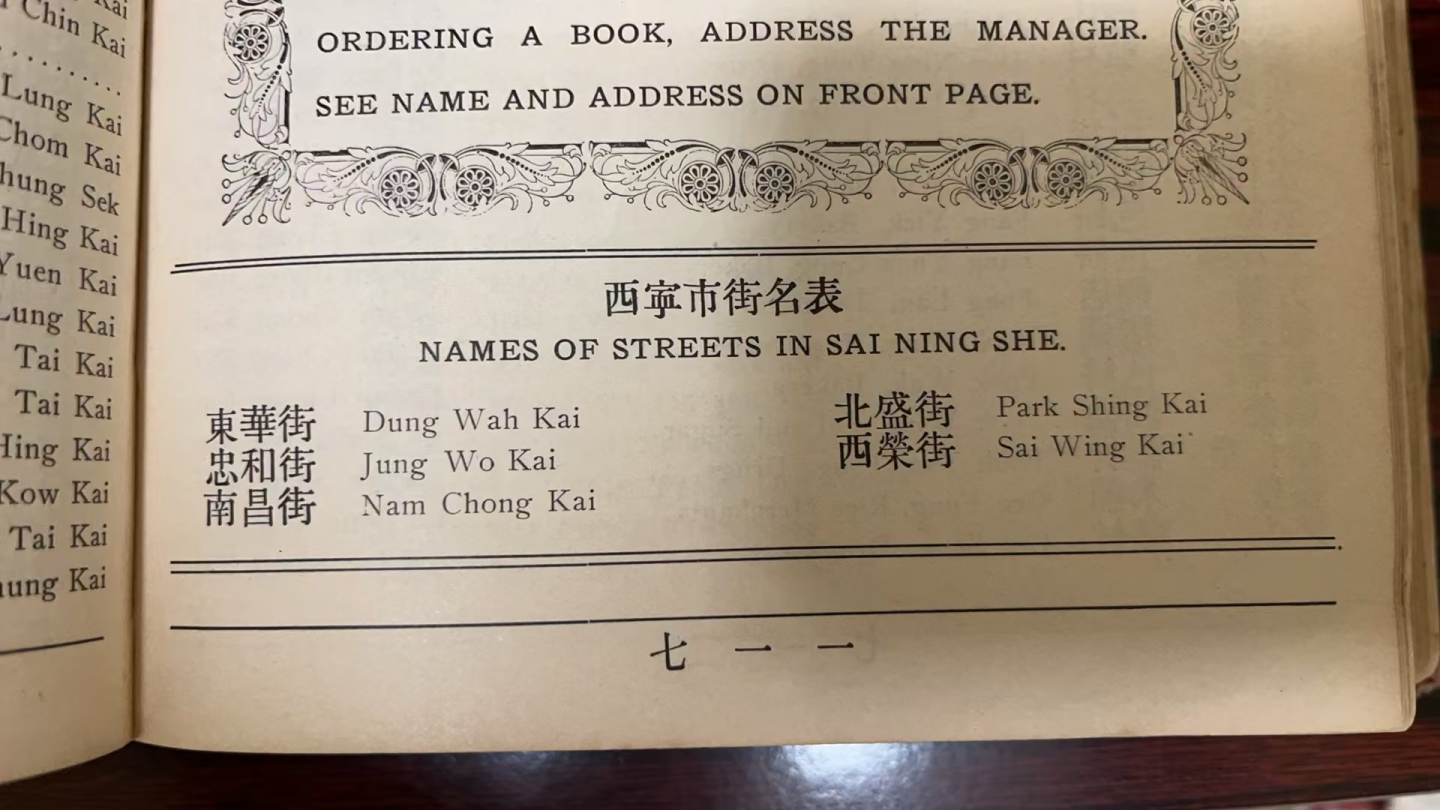 Kai
Chin Kai
Lung Kai
Chom Kai
Sek
Hing Kai
Yuen Kai
Lung Kai
Tai Kai
Tai Kai
Hing Kai
Kow Kai
Tai Kai
Kai
ORDERING A BOOK, ADDRESS THE MANAGER.
SEE NAME AND ADDRESS ON FRONT PAGE.
西寧市街名表
NAMES OF STREETS IN SAI NING SHE.
東華街 Dung Wah Kai
忠和街 Jung Wo Kai
南昌街 Nam Chong Kai
北盛街 Park Shing Kai
西榮街 Sai Wing Kai
七一一